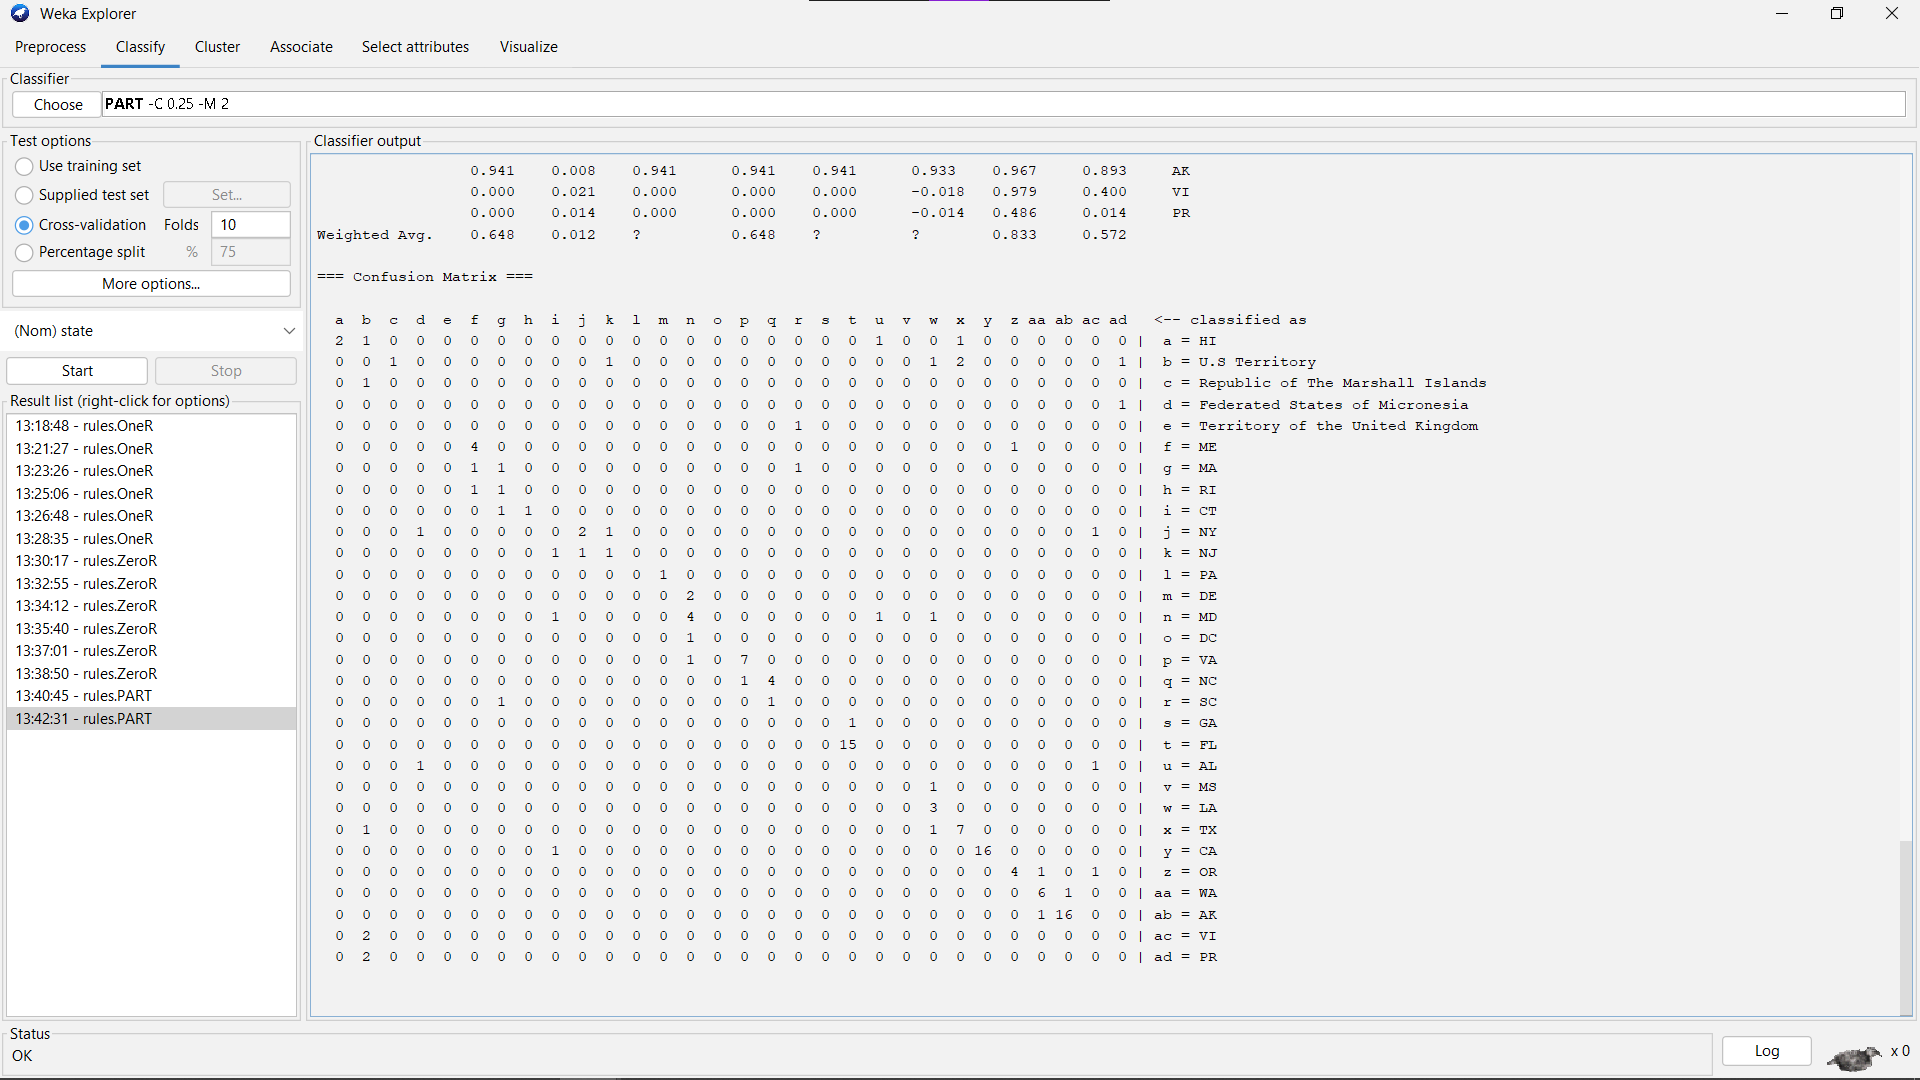 Weka Explorer
Preprocess Classify Cluster Associate Select attributes Visualize
Classifier
Choose PART -C 0.25 -M 2
Test options
Use training set
Supplied test set Set...
Cross-validation Folds 10
Percentage split % 75
More options...
(Nom) state
Start Stop
Result list (right-click for options)
13:18:48 - rules.OneR
13:21:27 - rules.OneR
13:23:26 - rules.OneR
13:25:06 - rules.OneR
13:26:48 - rules.OneR
13:28:35 - rules.OneR
13:30:17 - rules.ZeroR
13:32:55 - rules.ZeroR
13:34:12 - rules.ZeroR
13:35:40 - rules.ZeroR
13:37:01 - rules.ZeroR
13:38:50 - rules.ZeroR
13:40:45 - rules.PART
13:42:31 - rules.PART
Classifier output
0.941 0.008 0.941 0.941 0.941 0.933 0.967 0.893 AK
0.000 0.021 0.000 0.000 0.000 -0.018 0.979 0.400 VI
0.000 0.014 0.000 0.000 0.000 -0.014 0.486 0.014 PR
Weighted Avg. 0.648 0.012 ? 0.648 ? ? 0.833 0.572
=== Confusion Matrix ===
a b c d e f g h i j k l m n o p q r s t u v w x y z aa ab ac ad <-- classified as
2 1 0 0 0 0 0 0 0 0 0 0 0 0 0 0 0 0 0 0 1 0 0 1 0 0 0 0 0 0 | a = HI
0 0 1 0 0 0 0 0 0 0 1 0 0 0 0 0 0 0 0 0 0 0 1 2 0 0 0 0 0 1 | b = U.S Territory
0 1 0 0 0 0 0 0 0 0 0 0 0 0 0 0 0 0 0 0 0 0 0 0 0 0 0 0 0 0 | c = Republic of The Marshall Islands
0 0 0 0 0 0 0 0 0 0 0 0 0 0 0 0 0 0 0 0 0 0 0 0 0 0 0 0 0 1 | d = Federated States of Micronesia
0 0 0 0 0 0 0 0 0 0 0 0 0 0 0 0 0 1 0 0 0 0 0 0 0 0 0 0 0 0 | e = Territory of the United Kingdom
0 0 0 0 0 4 0 0 0 0 0 0 0 0 0 0 0 0 0 0 0 0 0 0 0 1 0 0 0 0 | f = ME
0 0 0 0 0 1 1 0 0 0 0 0 0 0 0 0 0 1 0 0 0 0 0 0 0 0 0 0 0 0 | g = MA
0 0 0 0 0 1 1 0 0 0 0 0 0 0 0 0 0 0 0 0 0 0 0 0 0 0 0 0 0 0 | h = RI
0 0 0 0 0 0 1 1 0 0 0 0 0 0 0 0 0 0 0 0 0 0 0 0 0 0 0 0 0 0 | i = CT
0 0 0 1 0 0 0 0 0 2 1 0 0 0 0 0 0 0 0 0 0 0 0 0 0 0 0 0 1 0 | j = NY
0 0 0 0 0 0 0 0 1 1 1 0 0 0 0 0 0 0 0 0 0 0 0 0 0 0 0 0 0 0 | k = NJ
0 0 0 0 0 0 0 0 0 0 0 0 1 0 0 0 0 0 0 0 0 0 0 0 0 0 0 0 0 0 | l = PA
0 0 0 0 0 0 0 0 0 0 0 0 0 2 0 0 0 0 0 0 0 0 0 0 0 0 0 0 0 0 | m = DE
0 0 0 0 0 0 0 0 1 0 0 0 0 4 0 0 0 0 0 0 1 0 1 0 0 0 0 0 0 0 | n = MD
0 0 0 0 0 0 0 0 0 0 0 0 0 1 0 0 0 0 0 0 0 0 0 0 0 0 0 0 0 0 | o = DC
0 0 0 0 0 0 0 0 0 0 0 0 0 1 0 7 0 0 0 0 0 0 0 0 0 0 0 0 0 0 | p = VA
0 0 0 0 0 0 0 0 0 0 0 0 0 0 0 1 4 0 0 0 0 0 0 0 0 0 0 0 0 0 | q = NC
0 0 0 0 0 0 1 0 0 0 0 0 0 0 0 0 1 0 0 0 0 0 0 0 0 0 0 0 0 0 | r = SC
0 0 0 0 0 0 0 0 0 0 0 0 0 0 0 0 0 0 0 1 0 0 0 0 0 0 0 0 0 0 | s = GA
0 0 0 0 0 0 0 0 0 0 0 0 0 0 0 0 0 0 0 15 0 0 0 0 0 0 0 0 0 0 | t = FL
0 0 0 1 0 0 0 0 0 0 0 0 0 0 0 0 0 0 0 0 0 0 0 0 0 0 0 0 1 0 | u = AL
0 0 0 0 0 0 0 0 0 0 0 0 0 0 0 0 0 0 0 0 0 0 1 0 0 0 0 0 0 0 | v = MS
0 0 0 0 0 0 0 0 0 0 0 0 0 0 0 0 0 0 0 0 0 0 3 0 0 0 0 0 0 0 | w = LA
0 1 0 0 0 0 0 0 0 0 0 0 0 0 0 0 0 0 0 0 0 0 1 7 0 0 0 0 0 0 | x = TX
0 0 0 0 0 0 0 0 1 0 0 0 0 0 0 0 0 0 0 0 0 0 0 0 16 0 0 0 0 0 | y = CA
0 0 0 0 0 0 0 0 0 0 0 0 0 0 0 0 0 0 0 0 0 0 0 0 0 4 1 0 1 0 | z = OR
0 0 0 0 0 0 0 0 0 0 0 0 0 0 0 0 0 0 0 0 0 0 0 0 0 0 6 1 0 0 | aa = WA
0 0 0 0 0 0 0 0 0 0 0 0 0 0 0 0 0 0 0 0 0 0 0 0 0 0 1 16 0 0 | ab = AK
0 2 0 0 0 0 0 0 0 0 0 0 0 0 0 0 0 0 0 0 0 0 0 0 0 0 0 0 0 0 | ac = VI
0 2 0 0 0 0 0 0 0 0 0 0 0 0 0 0 0 0 0 0 0 0 0 0 0 0 0 0 0 0 | ad = PR
Status
OK
Log x 0